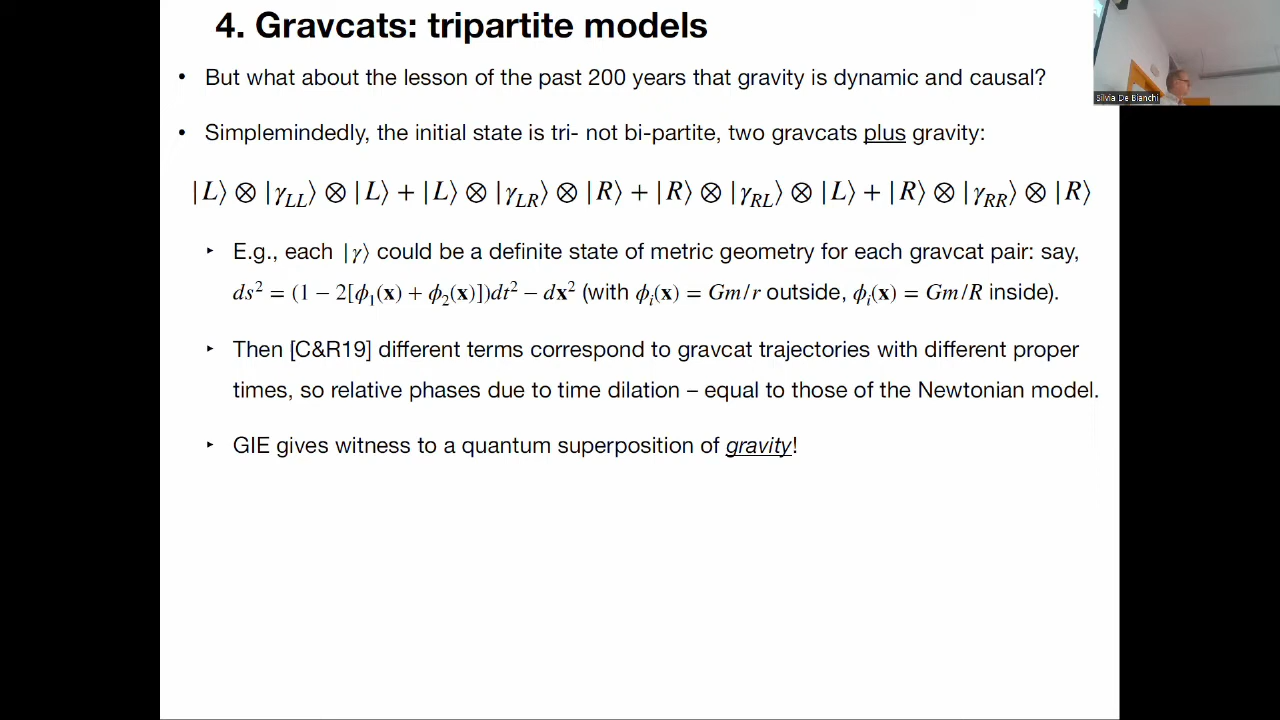 4. Gravcats: tripartite models
• But what about the lesson of the past 200 years that gravity is dynamic and causal?
• Simplemindedly, the initial state is tri- not bi-partite, two gravcats plus gravity:
|L⟩ ⊗ |γ_LL⟩ ⊗ |L⟩ + |L⟩ ⊗ |γ_LR⟩ ⊗ |R⟩ + |R⟩ ⊗ |γ_RL⟩ ⊗ |L⟩ + |R⟩ ⊗ |γ_RR⟩ ⊗ |R⟩
‣ E.g., each |γ⟩ could be a definite state of metric geometry for each gravcat pair: say,
ds² = (1 − 2[ϕ₁(x) + ϕ₂(x)])dt² − dx² (with ϕᵢ(x) = Gm/r outside, ϕᵢ(x) = Gm/R inside).
‣ Then [C&R19] different terms correspond to gravcat trajectories with different proper
times, so relative phases due to time dilation – equal to those of the Newtonian model.
‣ GIE gives witness to a quantum superposition of gravity!
Silvia De Bianchi